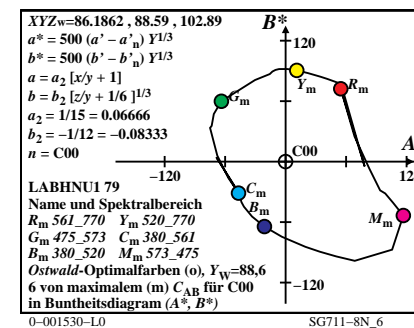 XYZw=86.1862 , 88.59 , 102.89
a* = 500 (a’ - a’n) Y1/3
b* = 500 (b’ - b’n) Y1/3
a = a2 [x/y + 1]
b = b2 [z/y + 1/6 ]1/3
a2 = 1/15 = 0.06666
b2 = −1/12 = −0.08333
n = C00
LABHNU1 79
Name und Spektralbereich
Rm 561_770 Ym 520_770
Gm 475_573 Cm 380_561
Bm 380_520 Mm 573_475
Ostwald-Optimalfarben (o), YW=88,6
6 von maximalem (m) CAB für C00
in Buntheitsdiagram (A*, B*)
B*
120
Ym
Rm
Gm
C00
A
−120
12
Cm
Bm
Mm
−120
0-001530-L0
SG711-8N_6